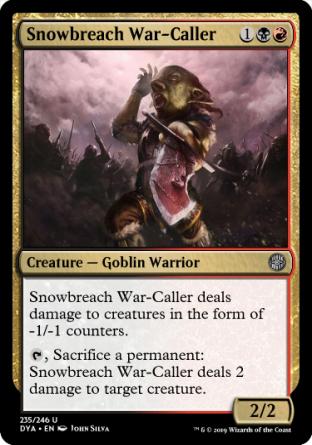 Snowbreach War-Caller 1
Creature — Goblin Warrior
Snowbreach War-Caller deals
damage to creatures in the form of
-1/-1 counters.
, Sacrifice a permanent:
Snowbreach War-Caller deals 2
damage to target creature.
2/2
235/246 U
DYA • EN John Silva
™ & © 2019 Wizards of the Coast